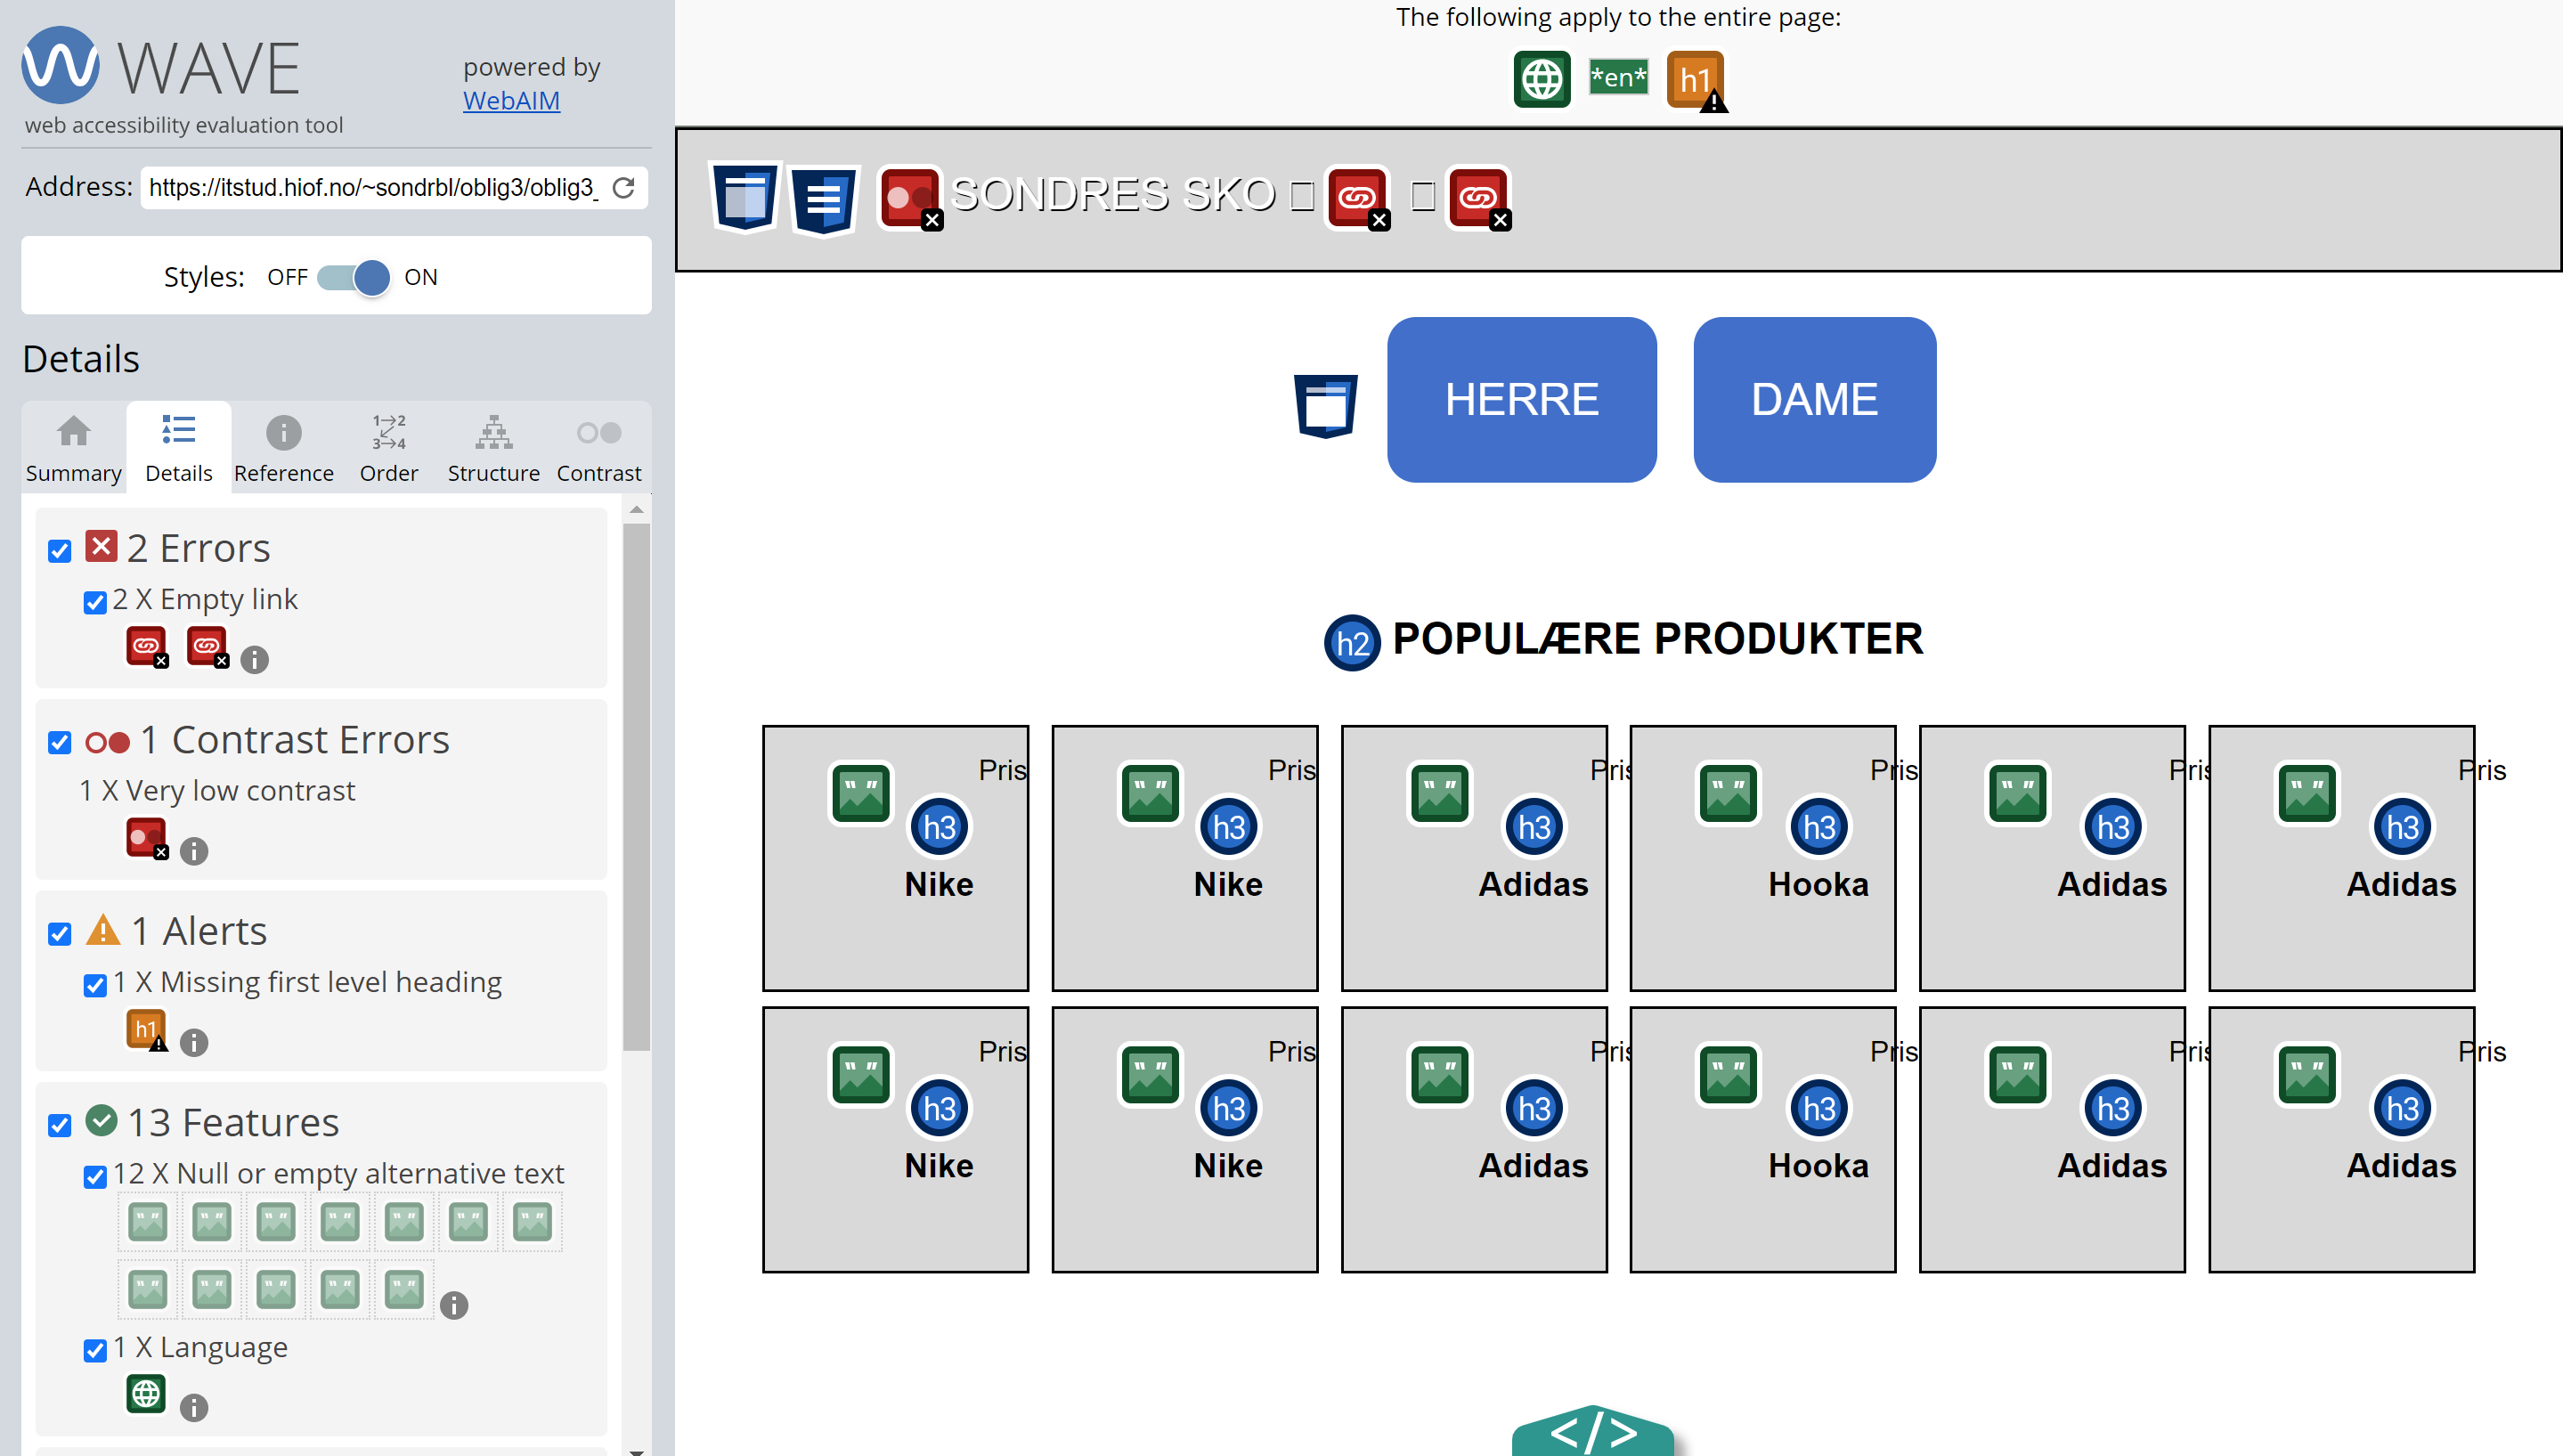 WAVE
powered by
WebAIM
web accessibility evaluation tool
Address: https://itstud.hiof.no/~sondrbl/oblig3/oblig3_
Styles: OFF ON
Details
Summary Details Reference Order Structure Contrast
2 Errors
2 X Empty link
1 Contrast Errors
1 X Very low contrast
1 Alerts
1 X Missing first level heading
h1
13 Features
12 X Null or empty alternative text
1 X Language
The following apply to the entire page:
*en* h1
SONDRES SKO
HERRE DAME
h2 POPULÆRE PRODUKTER
Pris Pris Pris Pris Pris Pris
h3 h3 h3 h3 h3 h3
Nike Nike Adidas Hooka Adidas Adidas
Pris Pris Pris Pris Pris Pris
h3 h3 h3 h3 h3 h3
Nike Nike Adidas Hooka Adidas Adidas
</>